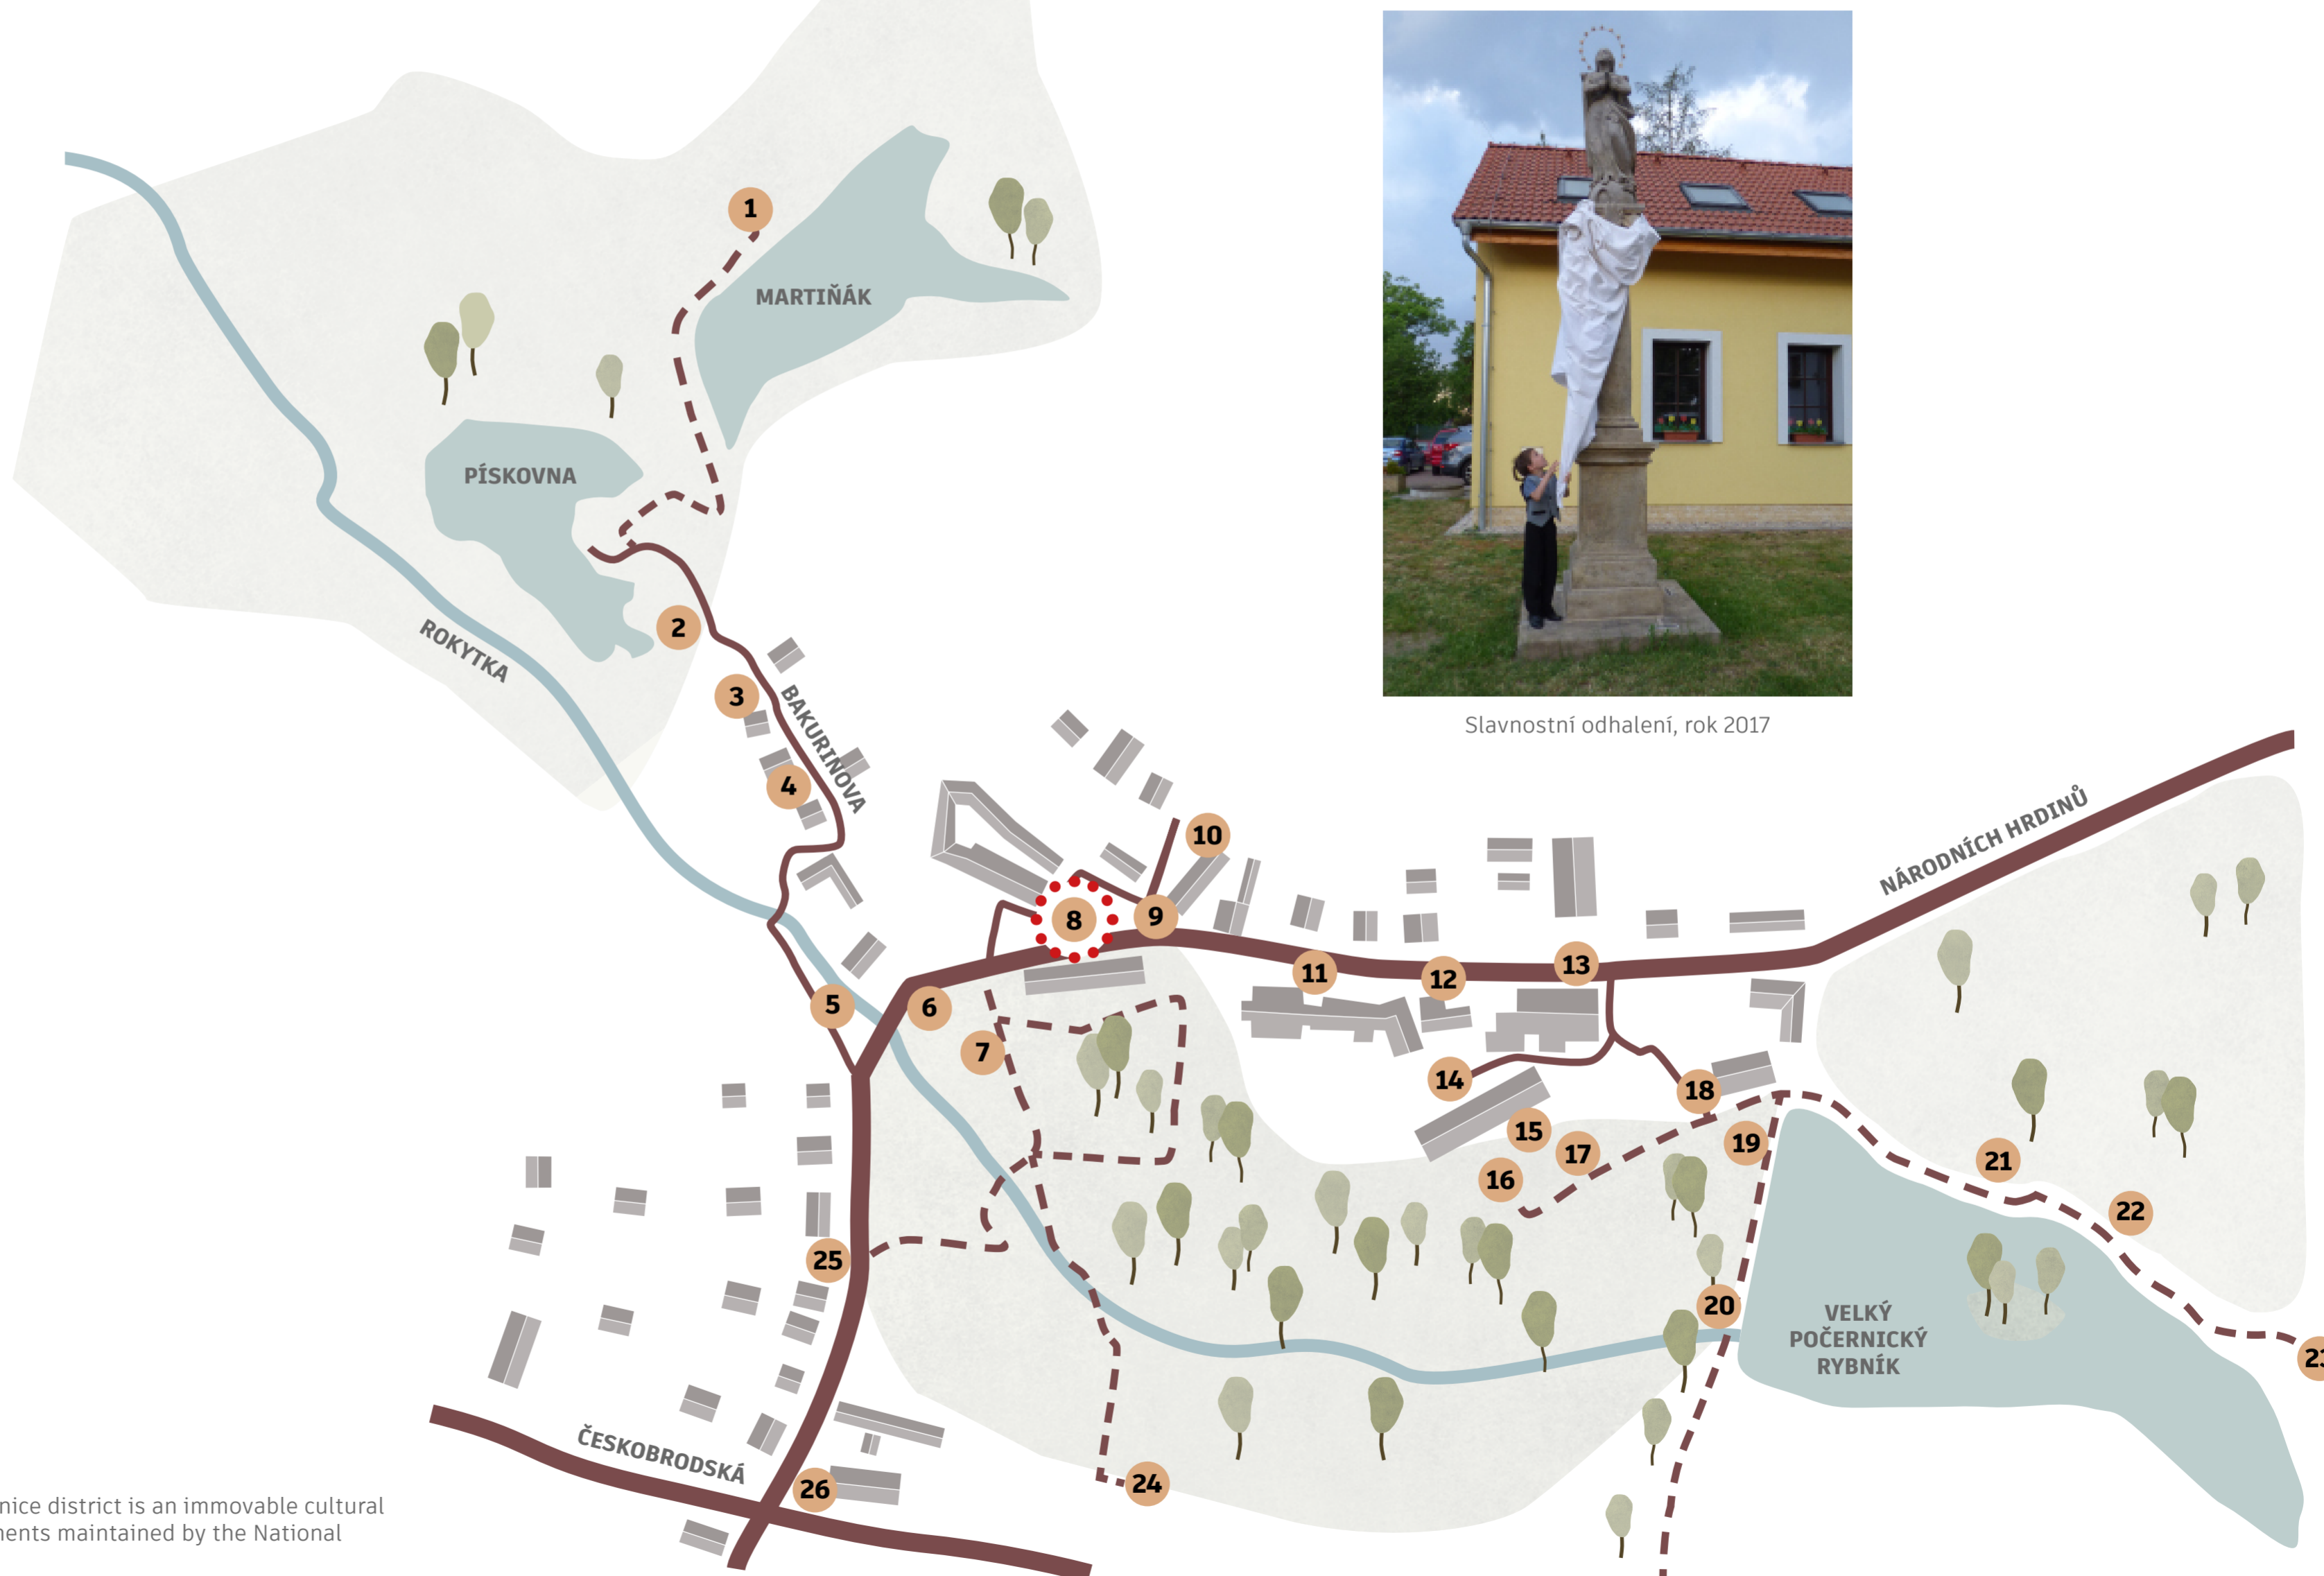 1
MARTIŇÁK
PÍSKOVNA
ROKYTKA
2
3
BAKURINOVA
4
Slavnostní odhalení, rok 2017
NÁRODNÍCH HRDINŮ
10
8
9
11
12
13
5
6
7
14
18
15
17
19
16
21
22
25
20
VELKÝ
POČERNICKÝ
RYBNÍK
ČESKOBRODSKÁ
24
26
nice district is an immovable cultural
nents maintained by the National